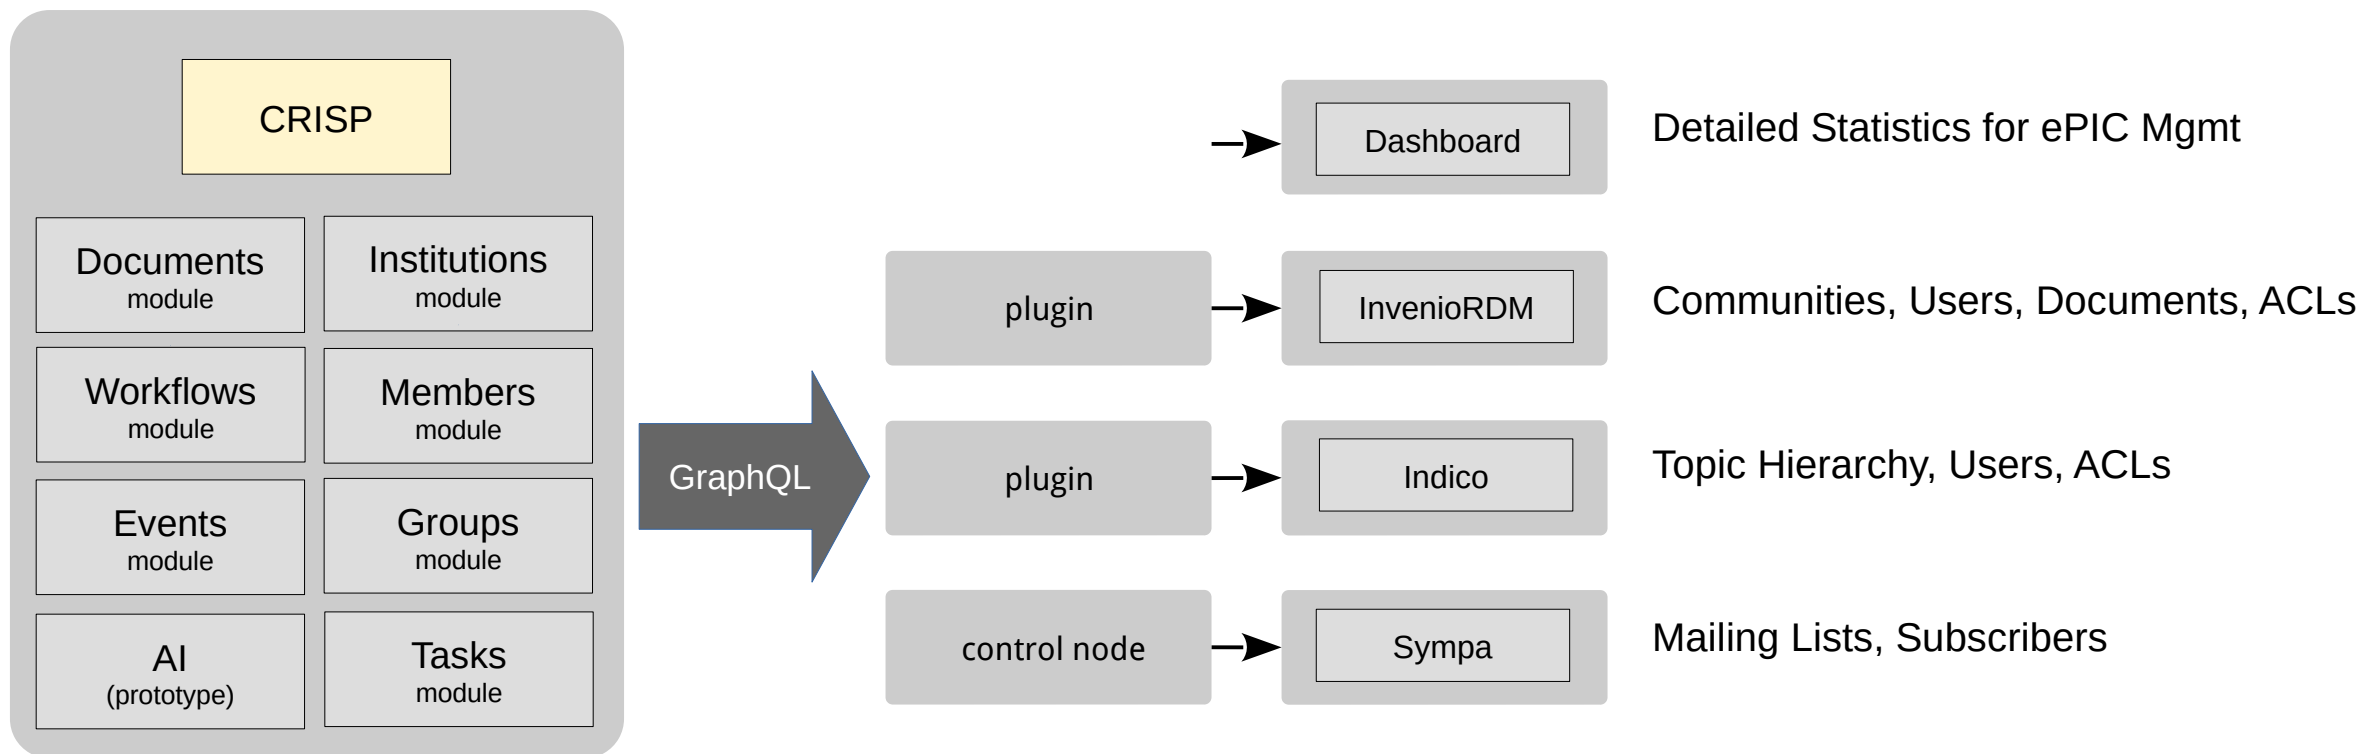 CRISP
Documents
module
Institutions
module
Workflows
module
Members
module
Events
module
Groups
module
AI
(prototype)
Tasks
module
GraphQL
Dashboard
Detailed Statistics for ePIC Mgmt
plugin
InvenioRDM
Communities, Users, Documents, ACLs
plugin
Indico
Topic Hierarchy, Users, ACLs
control node
Sympa
Mailing Lists, Subscribers